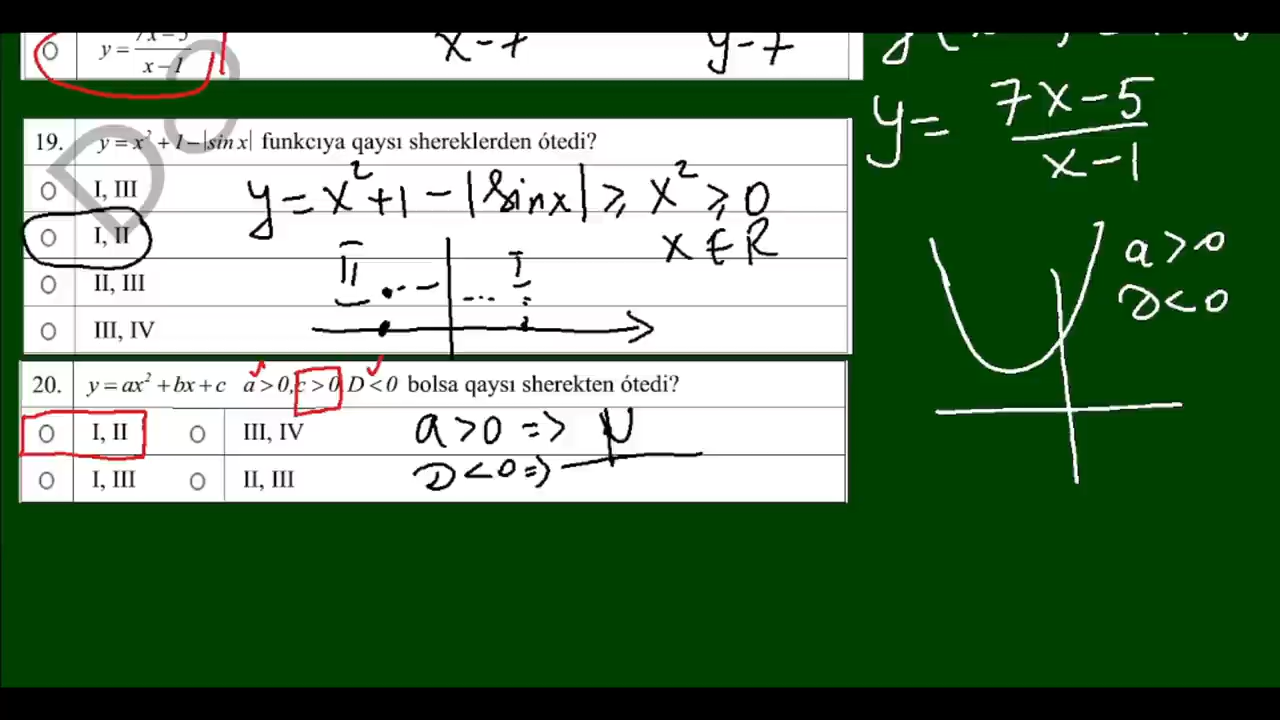 y = 7x−5 / x−1
x−7
y−7
y = 7x−5 / x−1
19. y = x² + 1 − |sin x| funkcıya qaysı shereklerden ótedi?
I, III
I, II
II, III
III, IV
y = x² + 1 − |sinx| ≥ x² ≥ 0
x ∈ R
II
I
a > 0
D < 0
20. y = ax² + bx + c a > 0, c > 0 D < 0 bolsa qaysı sherekten ótedi?
I, II III, IV
I, III II, III
a > 0 =>
D < 0 =>